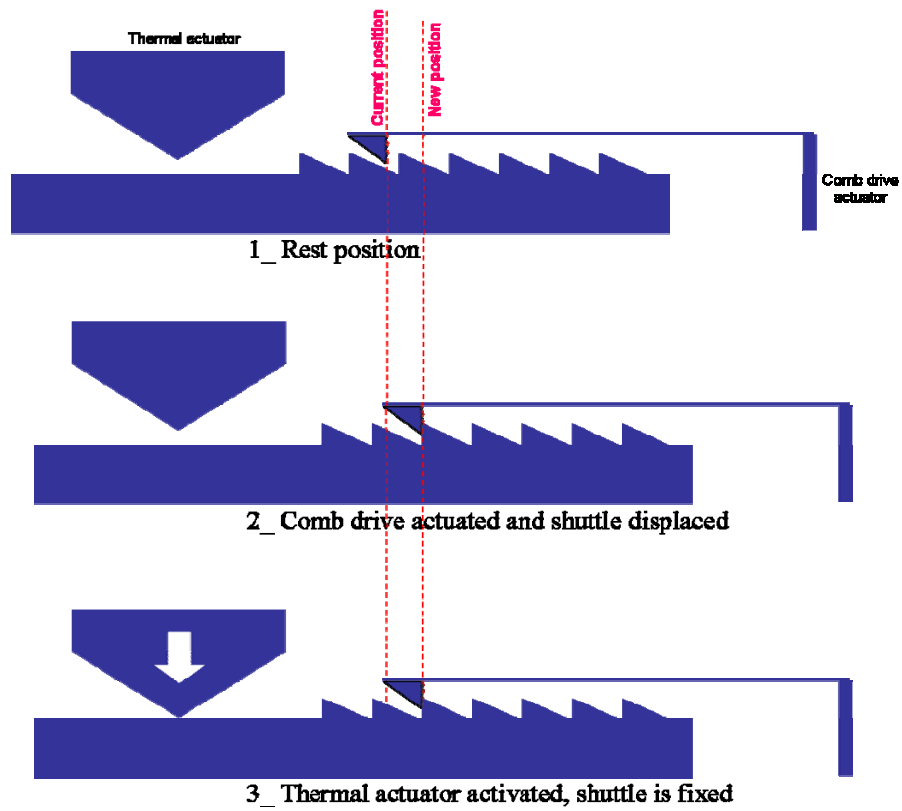 Thermal actuator
Current position
New position
Comb drive
actuator
1_ Rest position
2_ Comb drive actuated and shuttle displaced
3_ Thermal actuator activated, shuttle is fixed